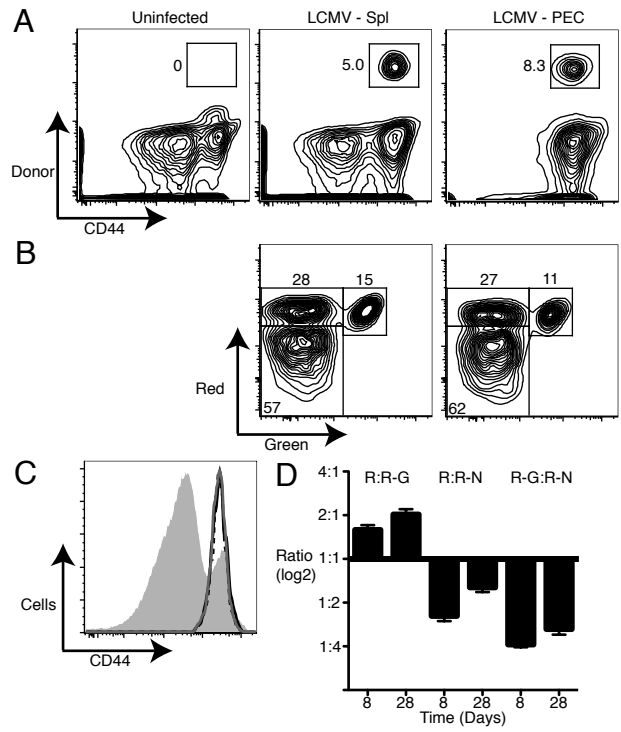 A
Uninfected
LCMV - Spl
LCMV - PEC
0
5.0
8.3
Donor
CD44
B
28
15
27
11
57
62
Red
Green
C
Cells
CD44
D
4:1
R:R-G
R:R-N
R-G:R-N
2:1
Ratio
(log2)
1:1
1:2
1:4
8
28
8
28
8
28
Time (Days)